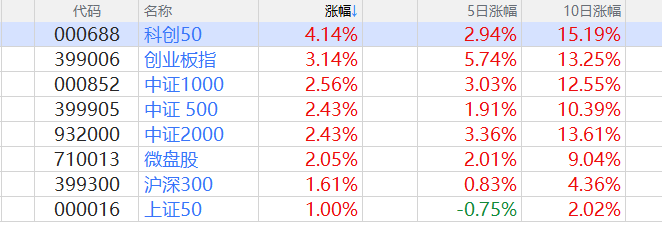 代码 名称 涨幅↓ 5日涨幅 10日涨幅
000688 科创50 4.14% 2.94% 15.19%
399006 创业板指 3.14% 5.74% 13.25%
000852 中证1000 2.56% 3.03% 12.55%
399905 中证 500 2.43% 1.91% 10.39%
932000 中证2000 2.43% 3.36% 13.61%
710013 微盘股 2.05% 2.01% 9.04%
399300 沪深300 1.61% 0.83% 4.36%
000016 上证50 1.00% -0.75% 2.02%